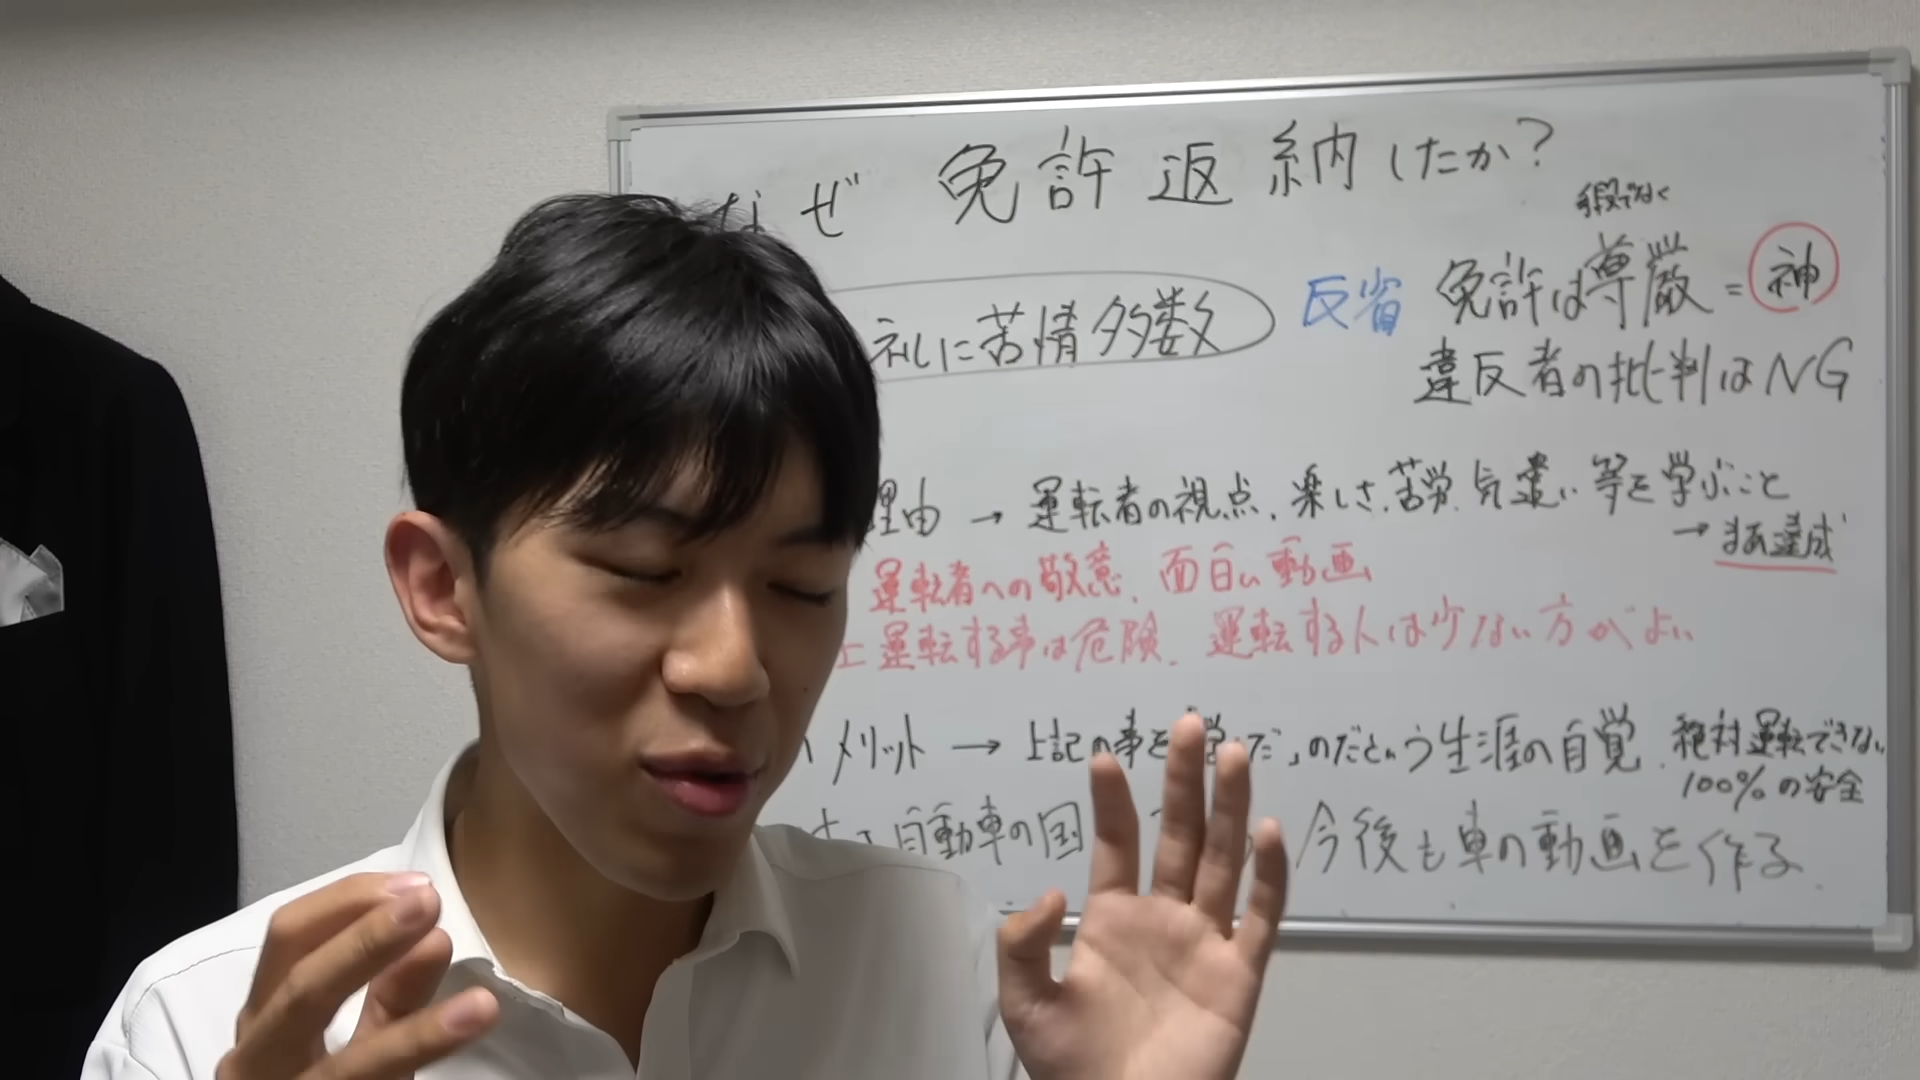 なぜ 免許返納したか?
手段でなく
礼に苦情多数
反省 免許は尊厳=神
違反者の批判はNG
理由 → 運転者の視点、楽しさ、苦労、気遣い等を学ぶこと
→ まあ達成
運転者への敬意、面白い動画
に運転する事は危険、運転する人は少ない方がよい
メリット → 上記の事を学んだ」のだという生涯の自覚、絶対運転できない
100%の安全
自動車の国 今後も車の動画を作る。